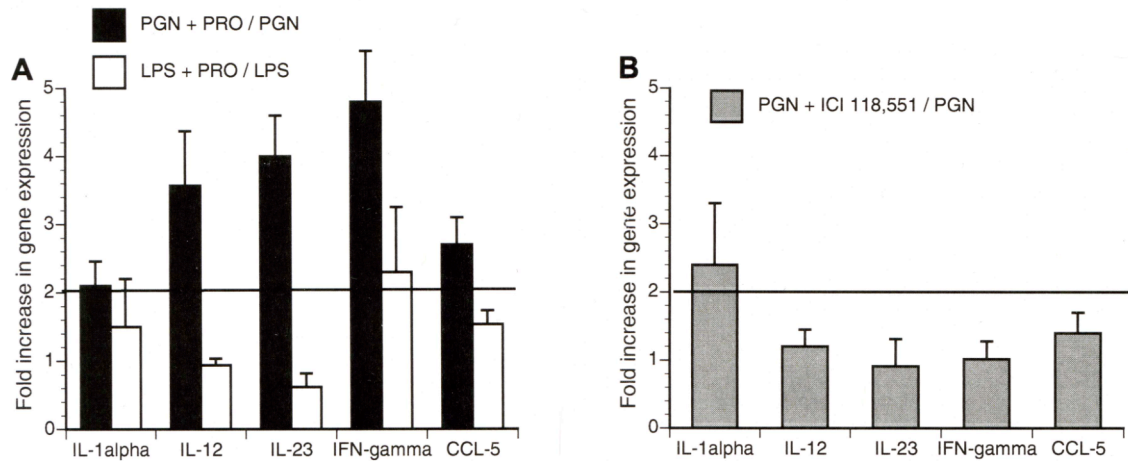 PGN + PRO / PGN
LPS + PRO / LPS
A
Fold increase in gene expression
5
4
3
2
1
0
IL-1alpha IL-12 IL-23 IFN-gamma CCL-5
B
PGN + ICI 118,551 / PGN
Fold increase in gene expression
5
4
3
2
1
0
IL-1alpha IL-12 IL-23 IFN-gamma CCL-5